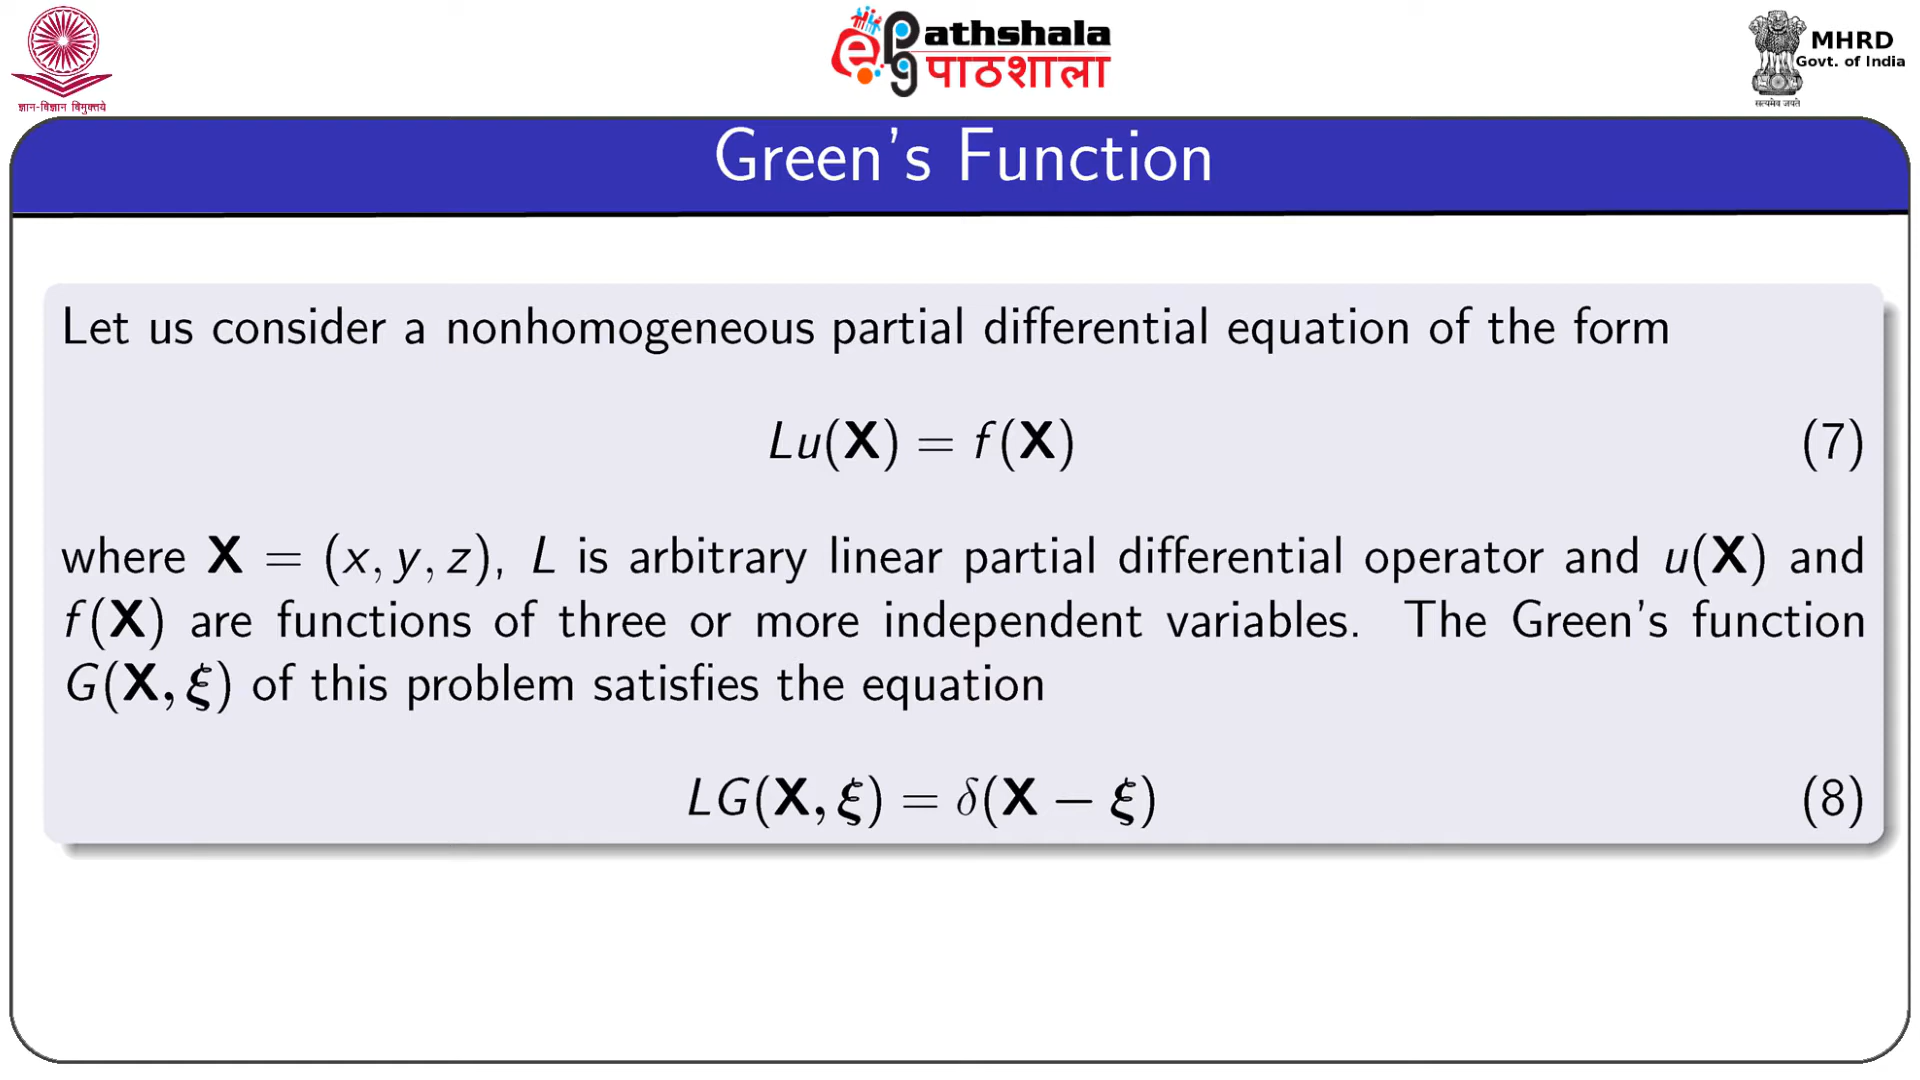 ज्ञान-विज्ञान विमुक्तये
ePg Pathshala
पाठशाला
MHRD
Govt. of India
सत्यमेव जयते
Green's Function
Let us consider a nonhomogeneous partial differential equation of the form
Lu(X) = f(X) (7)
where X = (x, y, z), L is arbitrary linear partial differential operator and u(X) and
f(X) are functions of three or more independent variables. The Green's function
G(X, ξ) of this problem satisfies the equation
LG(X, ξ) = δ(X − ξ) (8)